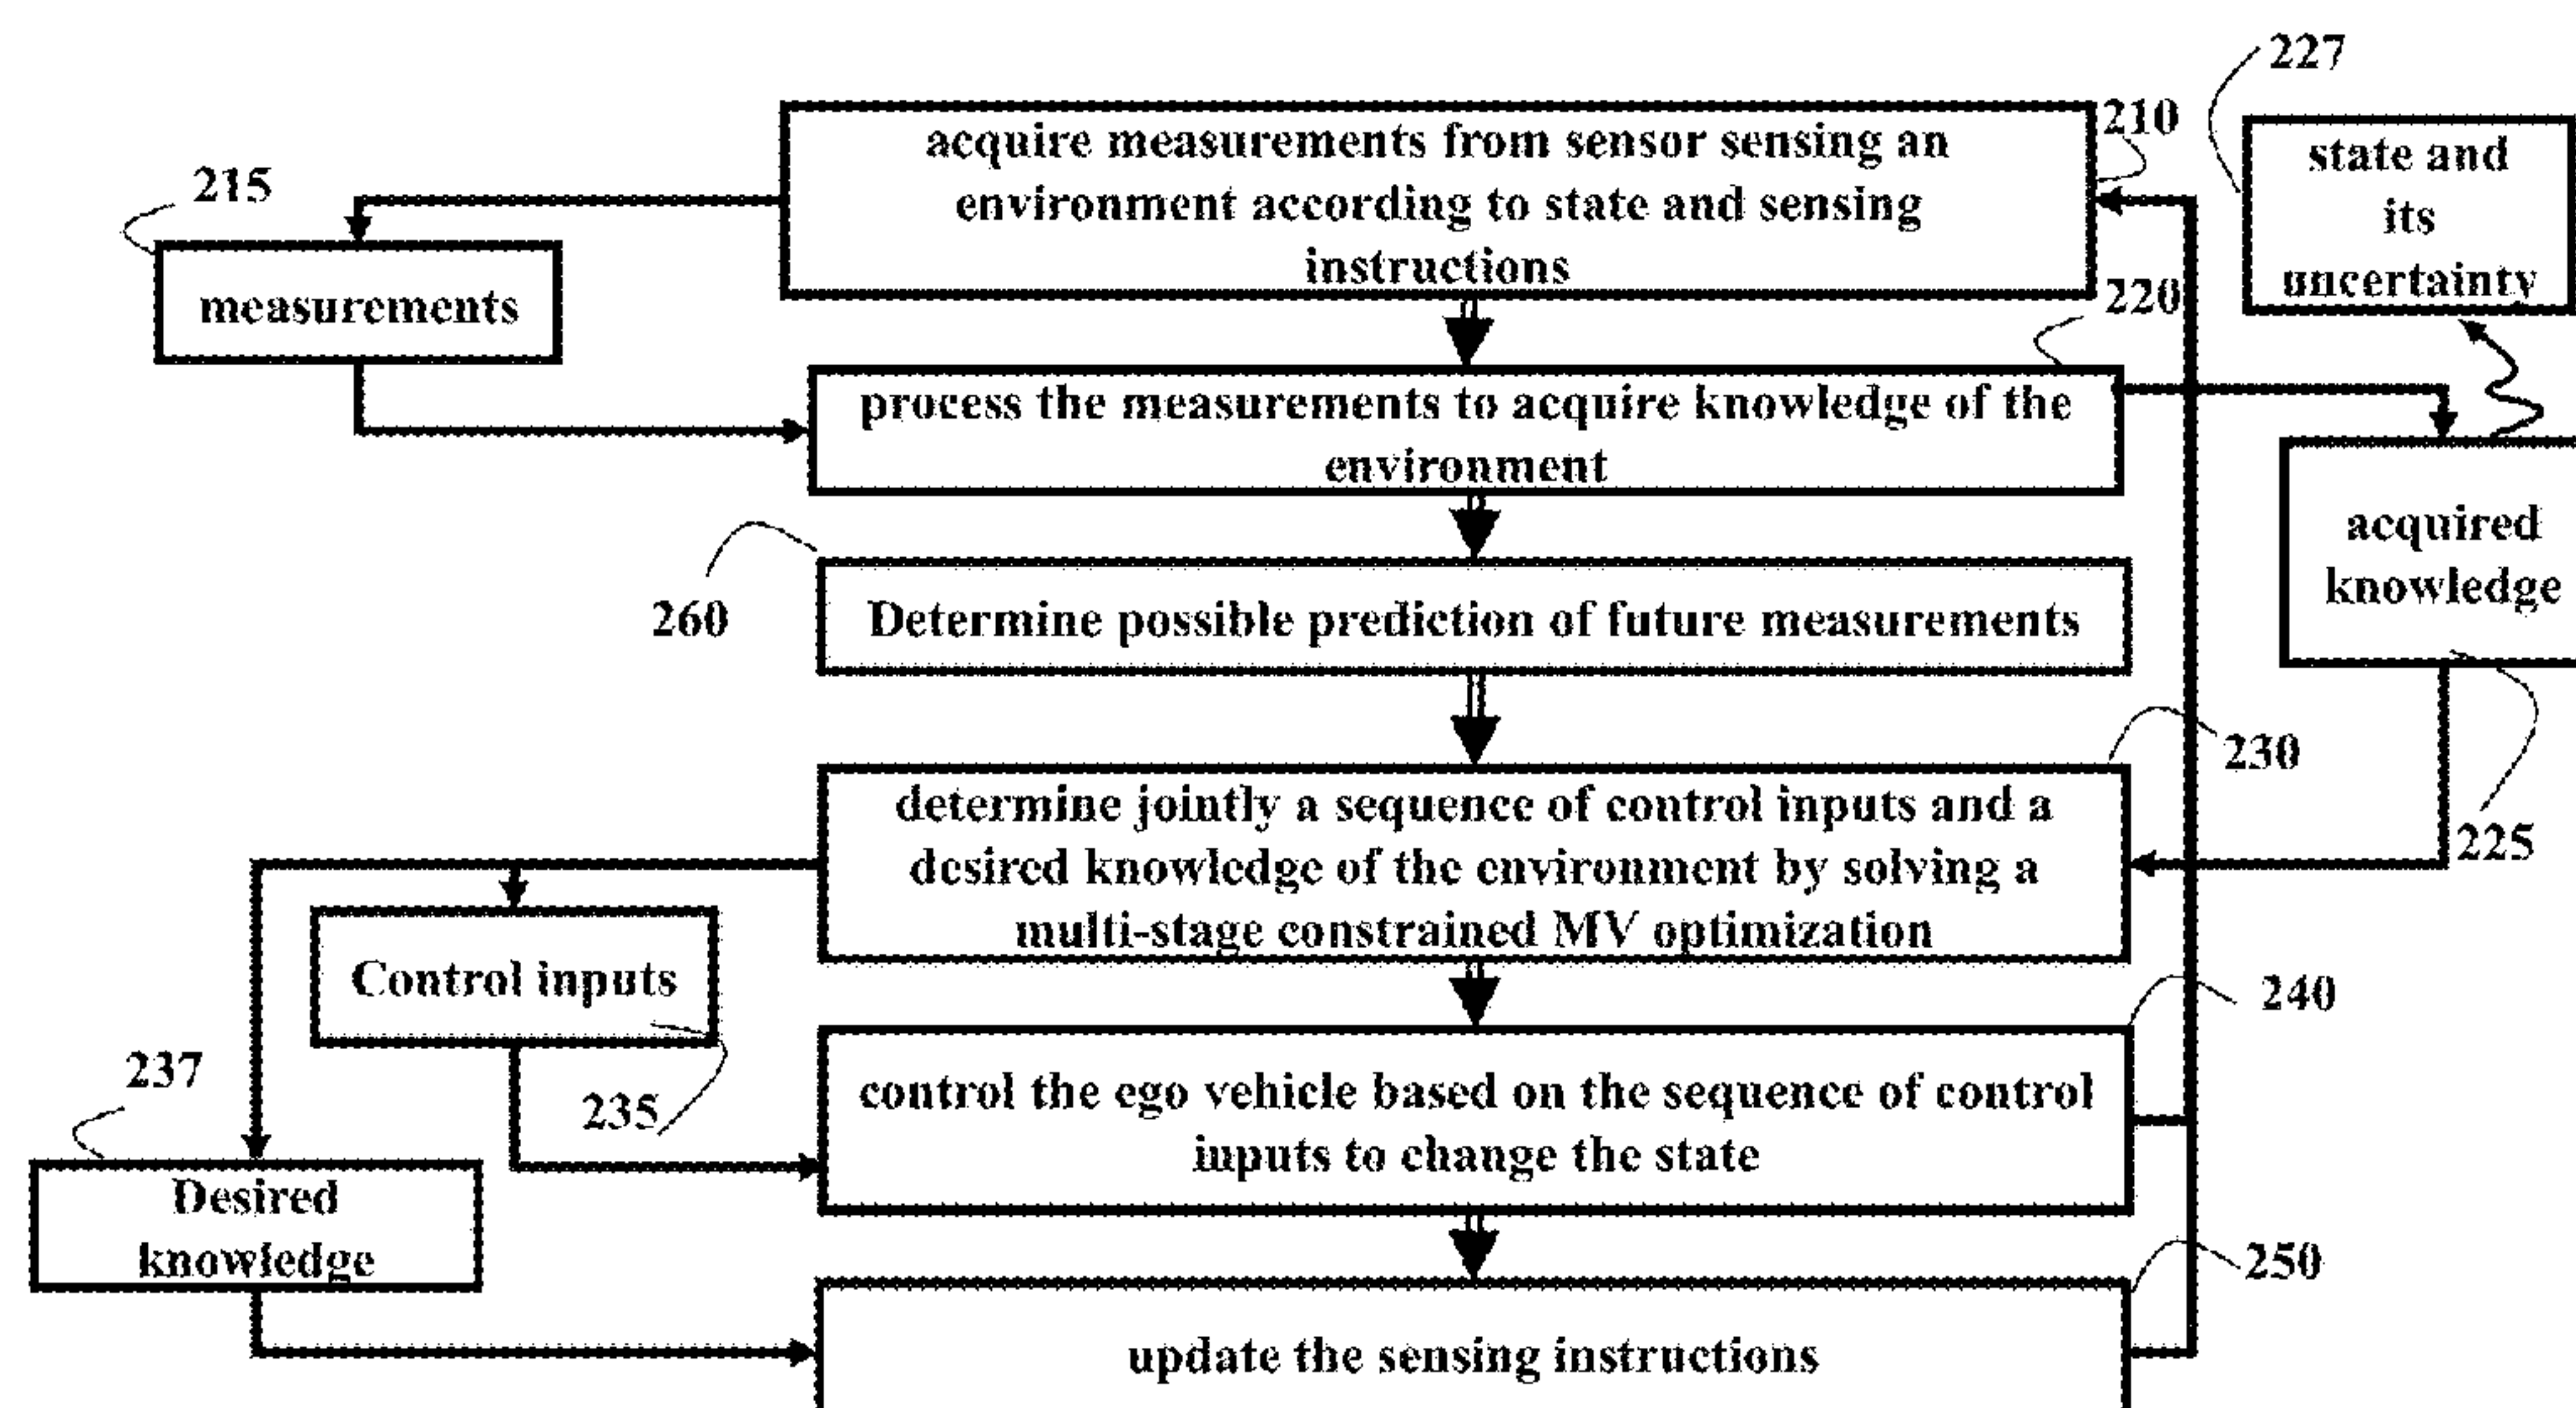 227
210
acquire measurements from sensor sensing an
environment according to state and sensing
instructions
state and
its
uncertainty
215
measurements
220
process the measurements to acquire knowledge of the
environment
acquired
knowledge
260
Determine possible prediction of future measurements
230
225
determine jointly a sequence of control inputs and a
desired knowledge of the environment by solving a
multi-stage constrained MV optimization
Control inputs
235
240
control the ego vehicle based on the sequence of control
inputs to change the state
237
Desired
knowledge
250
update the sensing instructions